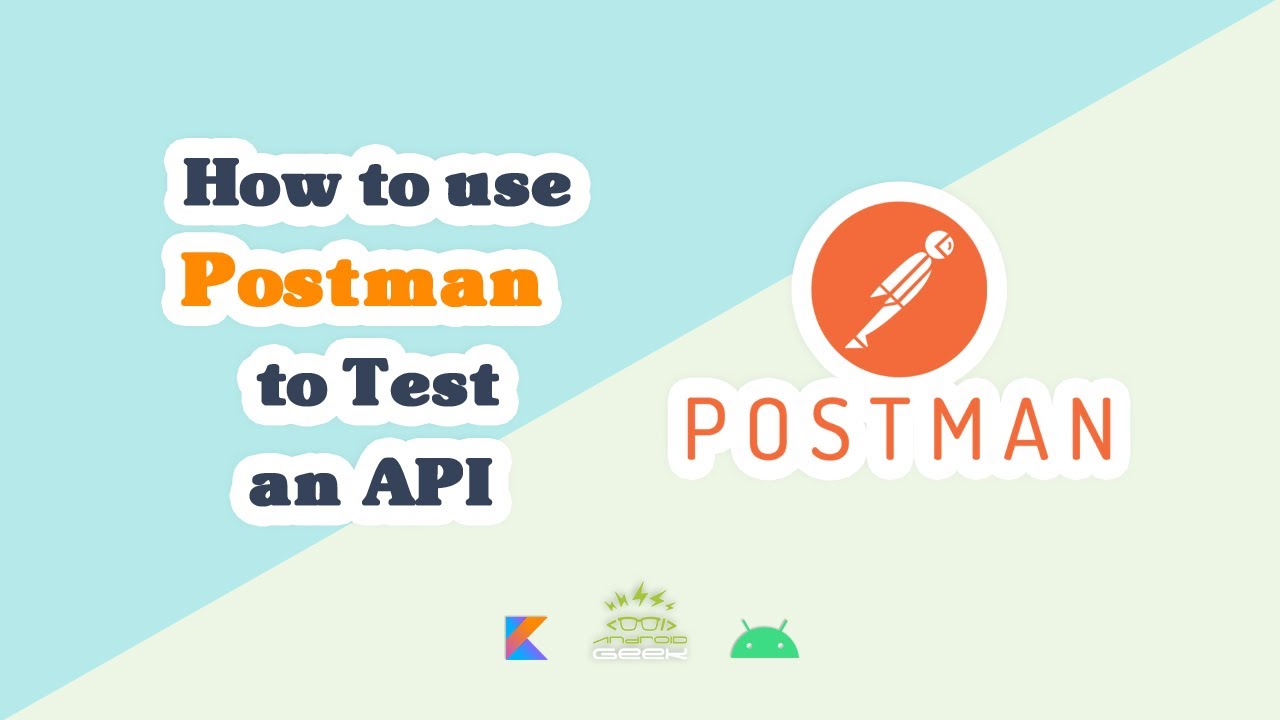 How to use
Postman
to Test
an API
POSTMAN
ANDROID
GEEK